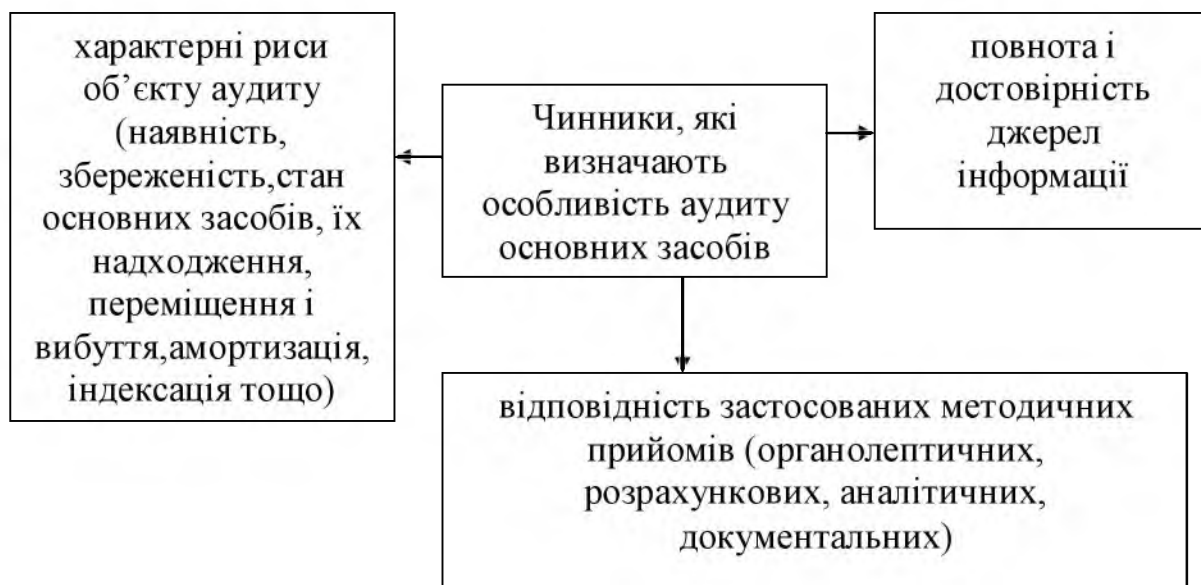 характерні риси
об’єкту аудиту
(наявність,
збереженість,стан
основних засобів, їх
надходження,
переміщення і
вибуття,амортизація,
індексація тощо)
Чинники, які
визначають
особливість аудиту
основних засобів
повнота і
достовірність
джерел
інформації
відповідність застосованих методичних
прийомів (органолептичних,
розрахункових, аналітичних,
документальних)